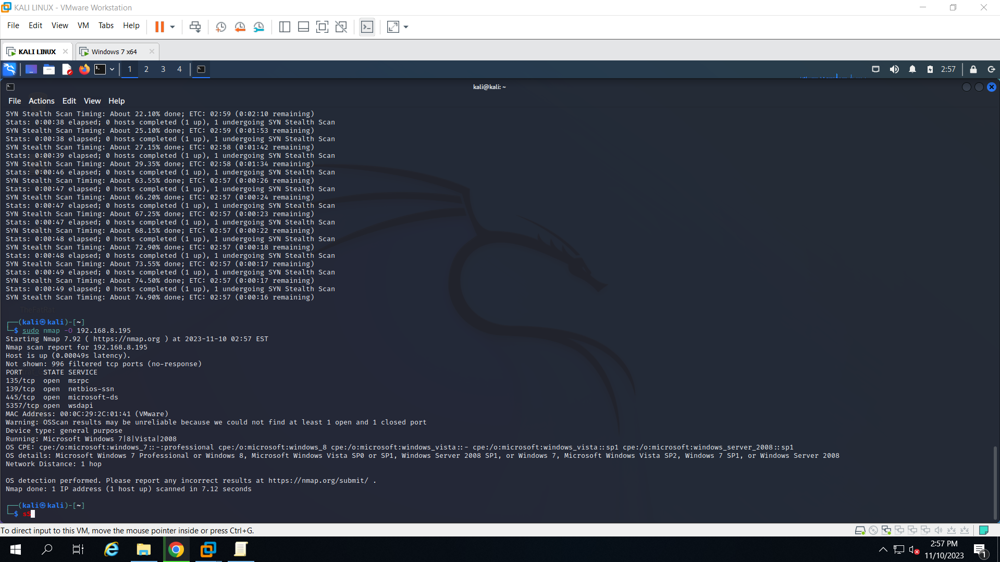 KALI LINUX - VMware Workstation
File Edit View VM Tabs Help
KALI LINUX
Windows 7 x64
1 2 3 4
2:57
kali@kali: ~
File Actions Edit View Help
SYN Stealth Scan Timing: About 22.10% done; ETC: 02:59 (0:02:10 remaining)
Stats: 0:00:38 elapsed; 0 hosts completed (1 up), 1 undergoing SYN Stealth Scan
SYN Stealth Scan Timing: About 25.10% done; ETC: 02:59 (0:01:53 remaining)
Stats: 0:00:38 elapsed; 0 hosts completed (1 up), 1 undergoing SYN Stealth Scan
SYN Stealth Scan Timing: About 27.15% done; ETC: 02:58 (0:01:42 remaining)
Stats: 0:00:39 elapsed; 0 hosts completed (1 up), 1 undergoing SYN Stealth Scan
SYN Stealth Scan Timing: About 29.35% done; ETC: 02:58 (0:01:34 remaining)
Stats: 0:00:46 elapsed; 0 hosts completed (1 up), 1 undergoing SYN Stealth Scan
SYN Stealth Scan Timing: About 63.55% done; ETC: 02:57 (0:00:26 remaining)
Stats: 0:00:47 elapsed; 0 hosts completed (1 up), 1 undergoing SYN Stealth Scan
SYN Stealth Scan Timing: About 66.20% done; ETC: 02:57 (0:00:24 remaining)
Stats: 0:00:47 elapsed; 0 hosts completed (1 up), 1 undergoing SYN Stealth Scan
SYN Stealth Scan Timing: About 67.25% done; ETC: 02:57 (0:00:23 remaining)
Stats: 0:00:47 elapsed; 0 hosts completed (1 up), 1 undergoing SYN Stealth Scan
SYN Stealth Scan Timing: About 68.15% done; ETC: 02:57 (0:00:22 remaining)
Stats: 0:00:48 elapsed; 0 hosts completed (1 up), 1 undergoing SYN Stealth Scan
SYN Stealth Scan Timing: About 72.90% done; ETC: 02:57 (0:00:18 remaining)
Stats: 0:00:48 elapsed; 0 hosts completed (1 up), 1 undergoing SYN Stealth Scan
SYN Stealth Scan Timing: About 73.55% done; ETC: 02:57 (0:00:17 remaining)
Stats: 0:00:49 elapsed; 0 hosts completed (1 up), 1 undergoing SYN Stealth Scan
SYN Stealth Scan Timing: About 74.50% done; ETC: 02:57 (0:00:17 remaining)
Stats: 0:00:49 elapsed; 0 hosts completed (1 up), 1 undergoing SYN Stealth Scan
SYN Stealth Scan Timing: About 74.90% done; ETC: 02:57 (0:00:16 remaining)
TheFatRat
┌──(kali㉿kali)-[~]
└─$ sudo nmap -O 192.168.8.195
Starting Nmap 7.92 ( https://nmap.org ) at 2023-11-10 02:57 EST
Nmap scan report for 192.168.8.195
Host is up (0.00049s latency).
Not shown: 996 filtered tcp ports (no-response)
PORT STATE SERVICE
135/tcp open msrpc
139/tcp open netbios-ssn
445/tcp open microsoft-ds
5357/tcp open wsdapi
MAC Address: 00:0C:29:2C:01:41 (VMware)
Warning: OSScan results may be unreliable because we could not find at least 1 open and 1 closed port
Device type: general purpose
Running: Microsoft Windows 7|8|Vista|2008
OS CPE: cpe:/o:microsoft:windows_7::-:professional cpe:/o:microsoft:windows_8 cpe:/o:microsoft:windows_vista::- cpe:/o:microsoft:windows_vista::sp1 cpe:/o:microsoft:windows_server_2008::sp1
OS details: Microsoft Windows 7 Professional or Windows 8, Microsoft Windows Vista SP0 or SP1, Windows Server 2008 SP1, or Windows 7, Microsoft Windows Vista SP2, Windows 7 SP1, or Windows Server 2008
Network Distance: 1 hop
OS detection performed. Please report any incorrect results at https://nmap.org/submit/ .
Nmap done: 1 IP address (1 host up) scanned in 7.12 seconds
┌──(kali㉿kali)-[~]
└─$ sS
To direct input to this VM, move the mouse pointer inside or press Ctrl+G.
2:57 PM
11/10/2023
1